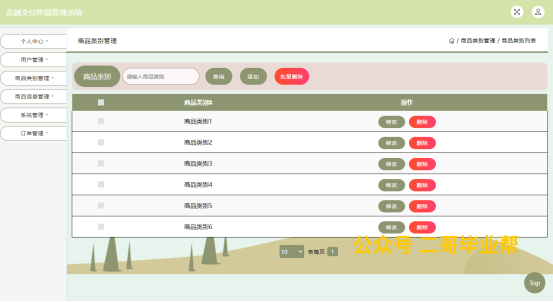 金融支付终端管理系统
个人中心
用户管理
商品类别管理
商品信息管理
系统管理
订单管理
商品类别管理
/ 商品类别管理 / 商品类别列表
商品类别 请输入商品类别 查询 添加 批量删除
商品类别 操作
商品类别1 修改 删除
商品类别2 修改 删除
商品类别3 修改 删除
商品类别4 修改 删除
商品类别5 修改 删除
商品类别6 修改 删除
10 条每页 1
公众号 二哥毕业帮
Top